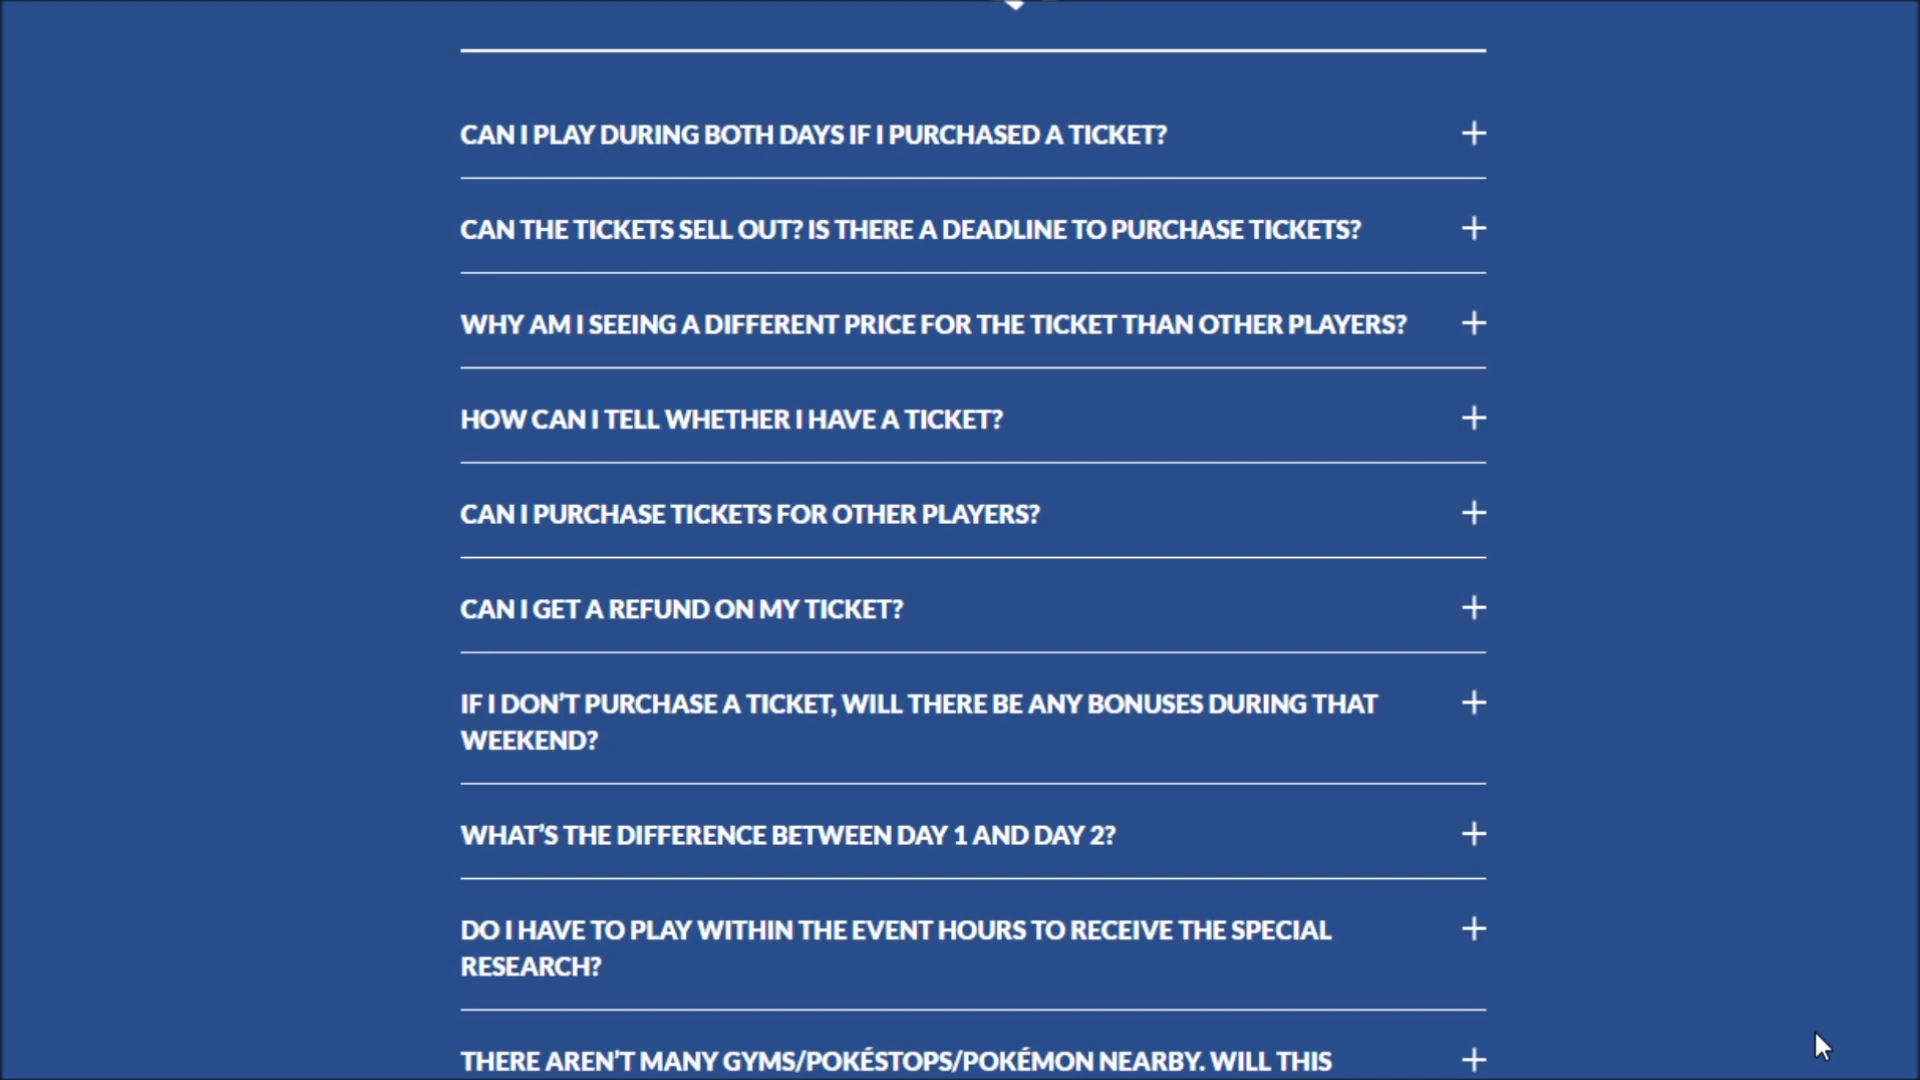 CAN I PLAY DURING BOTH DAYS IF I PURCHASED A TICKET?
CAN THE TICKETS SELL OUT? IS THERE A DEADLINE TO PURCHASE TICKETS?
WHY AM I SEEING A DIFFERENT PRICE FOR THE TICKET THAN OTHER PLAYERS?
HOW CAN I TELL WHETHER I HAVE A TICKET?
CAN I PURCHASE TICKETS FOR OTHER PLAYERS?
CAN I GET A REFUND ON MY TICKET?
IF I DON’T PURCHASE A TICKET, WILL THERE BE ANY BONUSES DURING THAT
WEEKEND?
WHAT’S THE DIFFERENCE BETWEEN DAY 1 AND DAY 2?
DO I HAVE TO PLAY WITHIN THE EVENT HOURS TO RECEIVE THE SPECIAL
RESEARCH?
THERE AREN’T MANY GYMS/POKÉSTOPS/POKÉMON NEARBY. WILL THIS